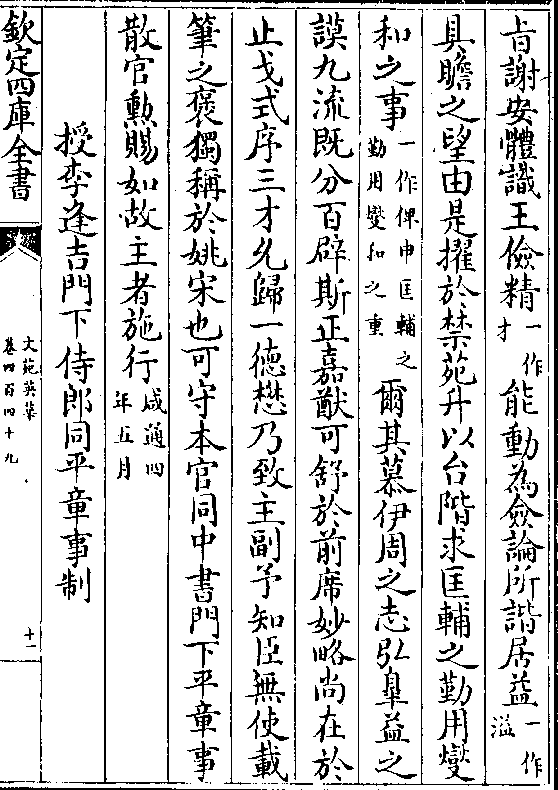 旨謝安體識王儉精一作才能動為僉論所諧居益一作溢
具瞻之望由是擢於禁苑升以台階求匡輔之勤用燮
和之事一作俾申匡輔之勤用燮和之重爾其慕伊周之志弘臯益之
謨九流既分百辟斯正嘉猷可舒於前席妙略尚在於
止戈式序三才允歸一德懋乃致主副予知臣無使載
筆之褒獨稱於姚宋也可守本官同中書門下平章事
散官勲賜如故主者施行咸通四年五月
授李逢吉門下侍郎同平章事制
欽定四庫全書
文苑英華
卷四百四十九
十一